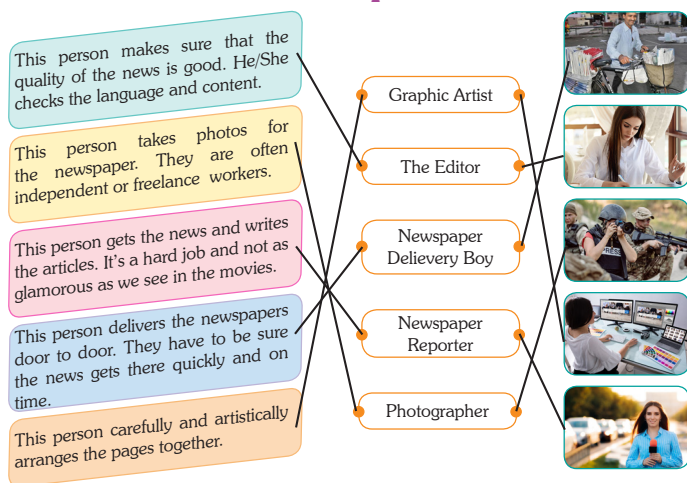 This person makes sure that the
quality of the news is good. He/She
checks the language and content.
This person takes photos for
the newspaper. They are often
independent or freelance workers.
This person gets the news and writes
the articles. It's a hard job and not as
glamorous as we see in the movies.
This person delivers the newspapers
door to door. They have to be sure
the news gets there quickly and on
time.
This person carefully and artistically
arranges the pages together.
Graphic Artist
The Editor
Newspaper
Delievery Boy
Newspaper
Reporter
Photographer
PRESS